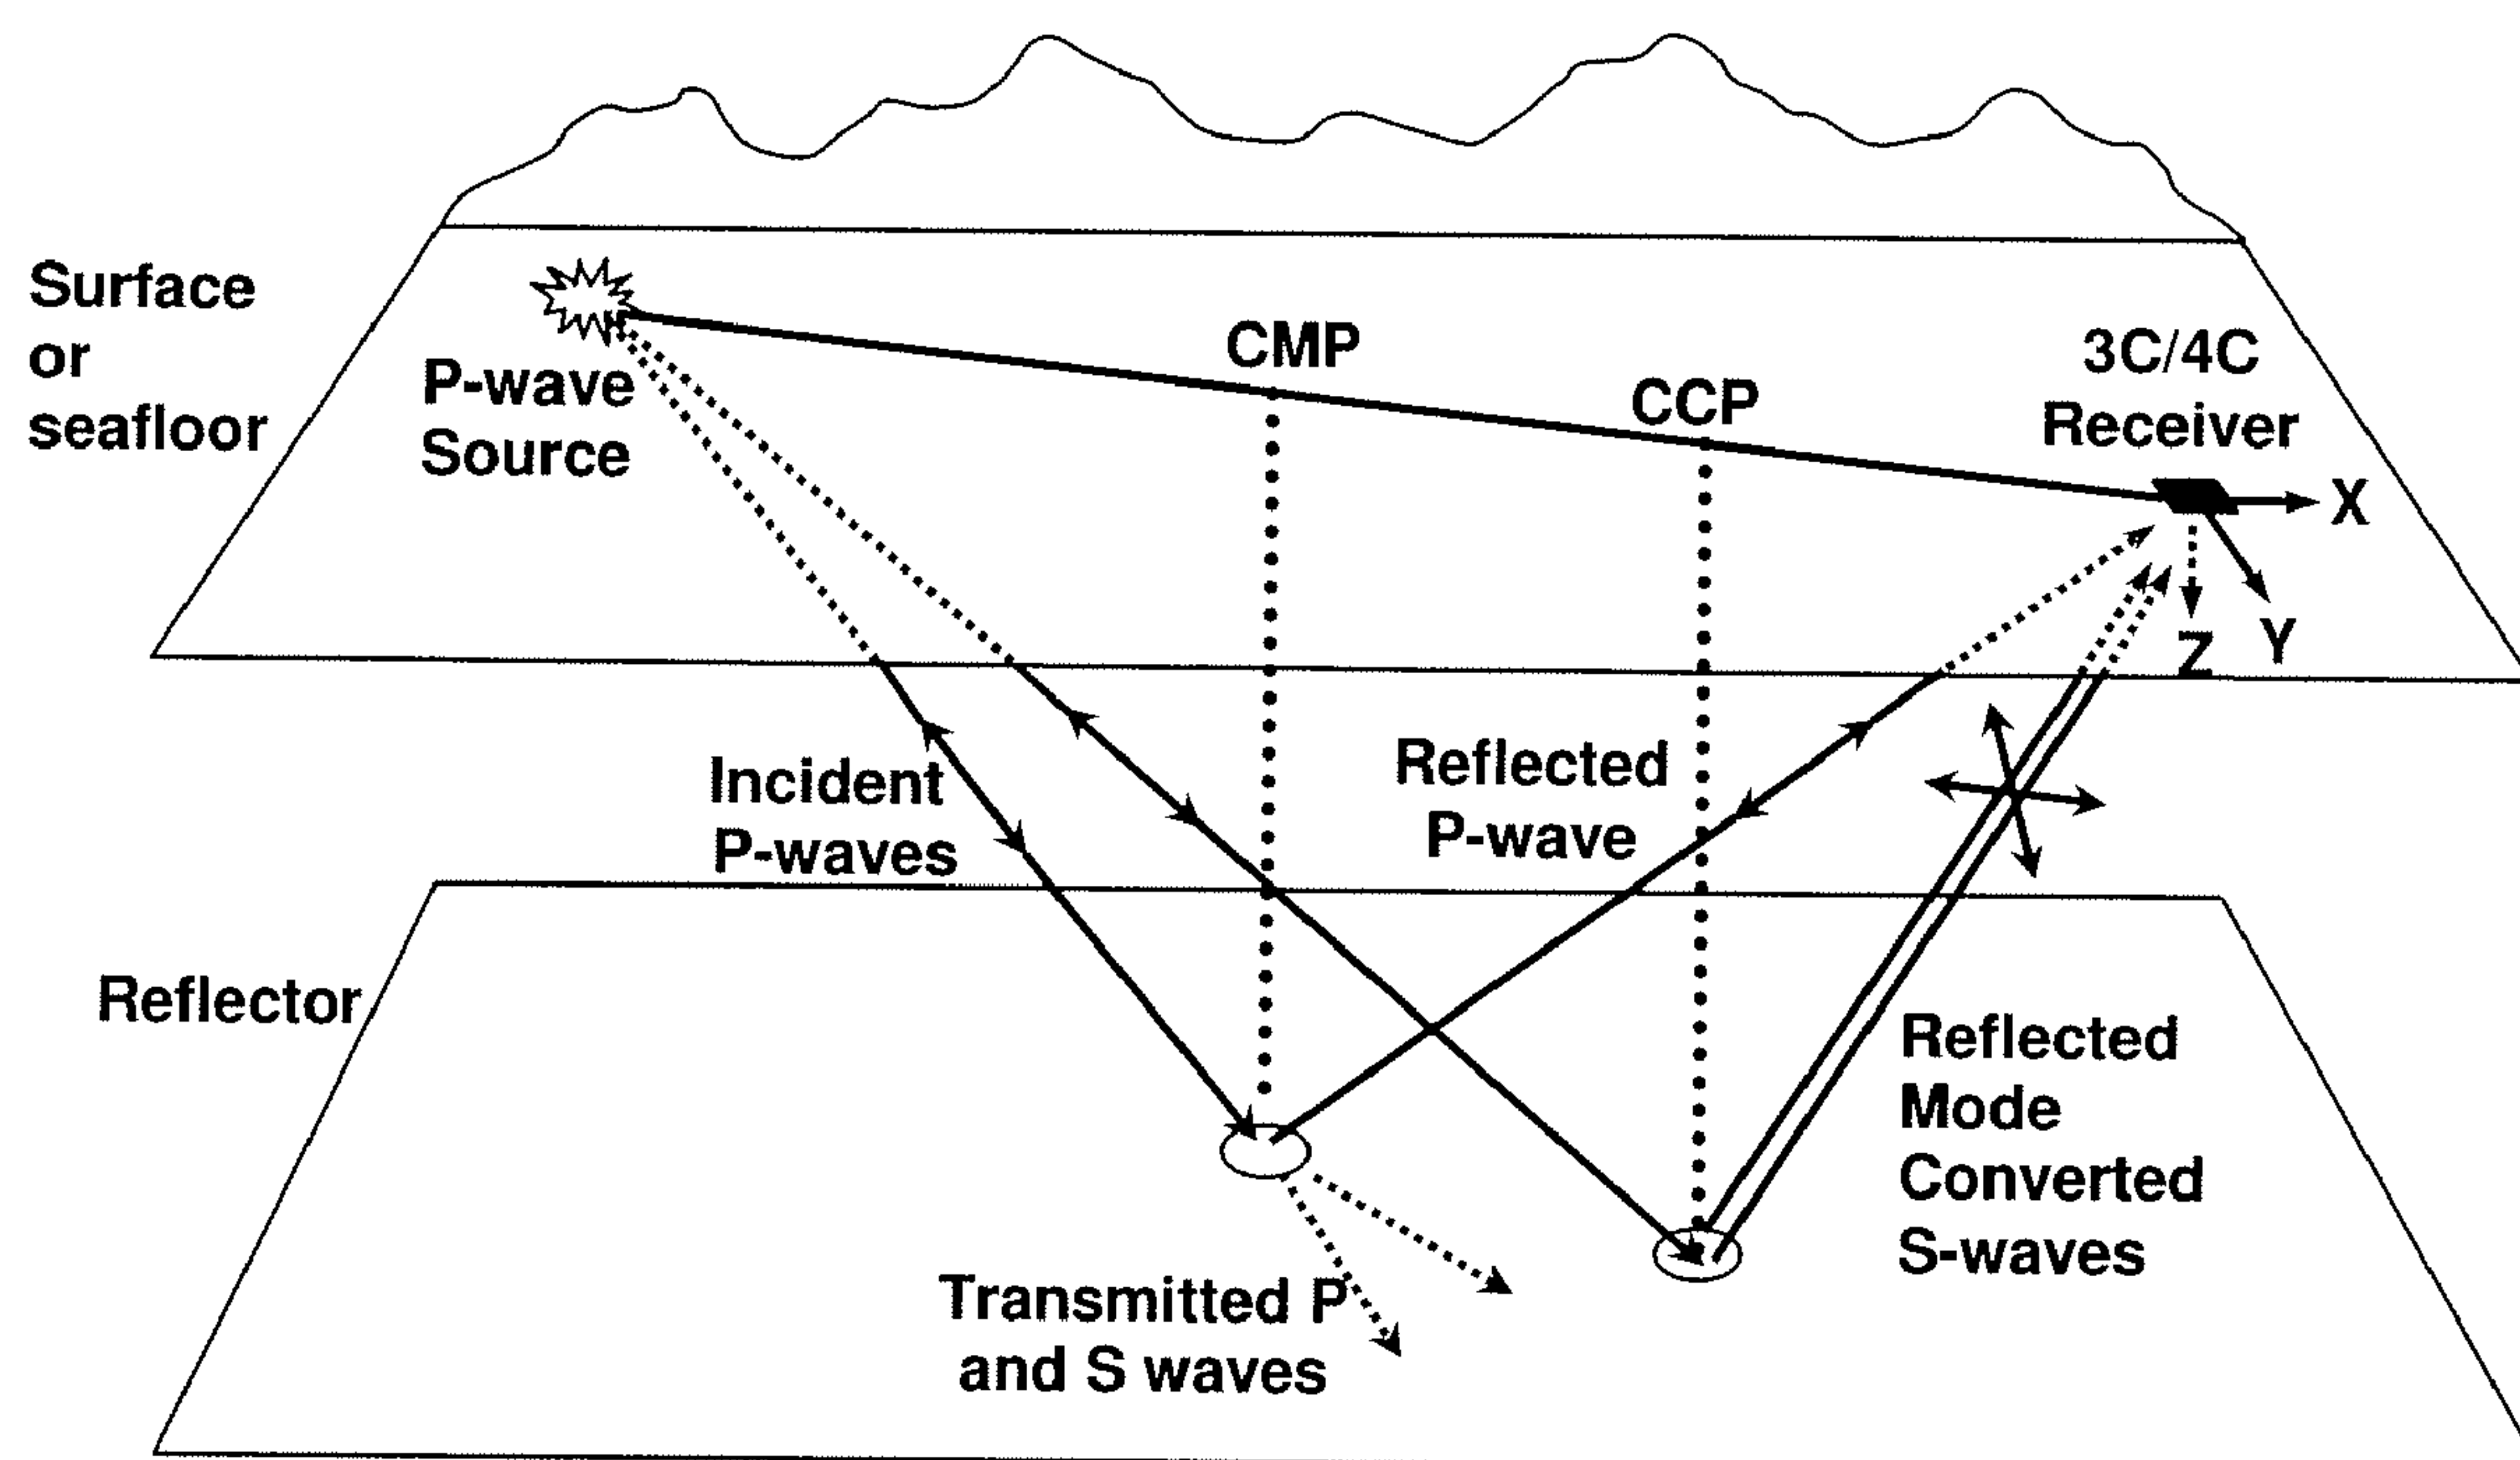 Surface
or
seafloor
P-wave
Source
CMP
CCP
3C/4C
Receiver
X
Y
Z
Incident
P-waves
Reflected
P-wave
Reflector
Reflected
Mode
Converted
S-waves
Transmitted P
and S waves